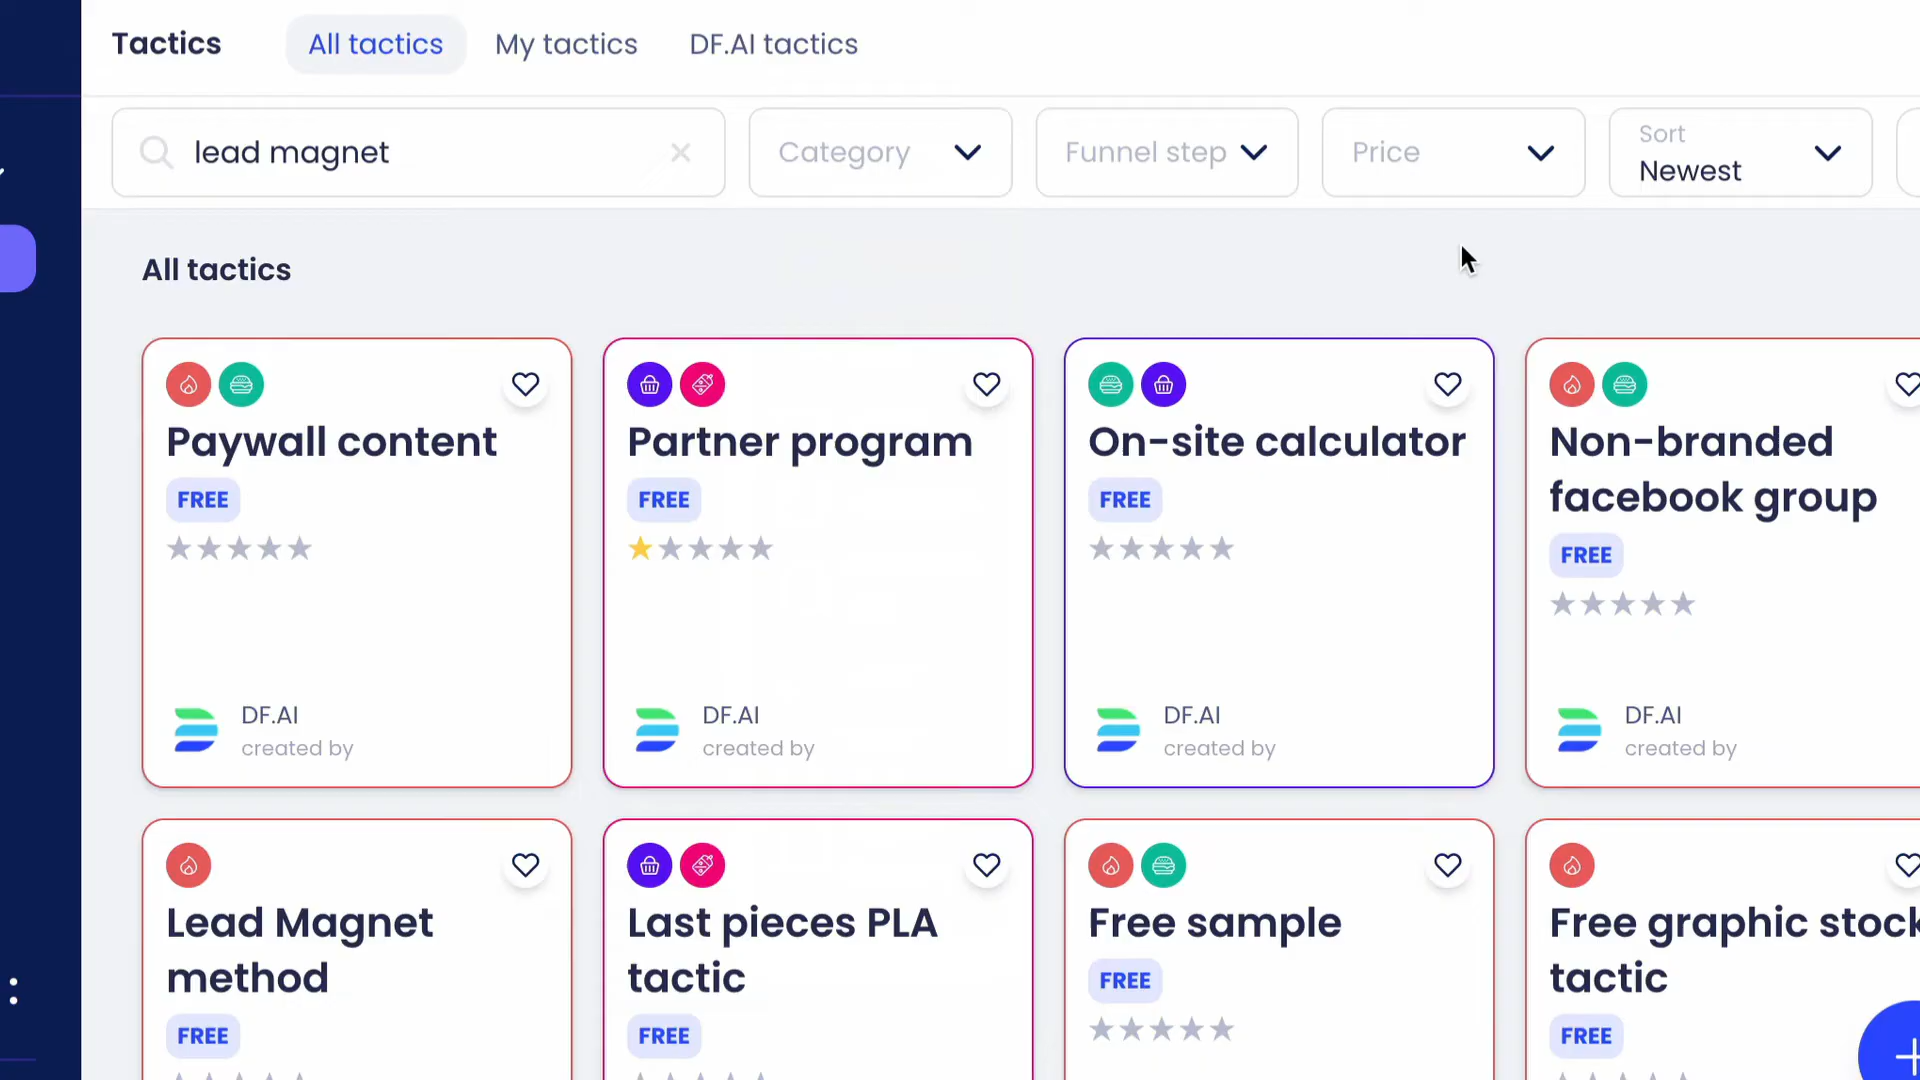 Tactics
All tactics
My tactics
DF.AI tactics
lead magnet
Category
Funnel step
Price
Sort
Newest
All tactics
Paywall content
FREE
DF.AI
created by
Partner program
FREE
DF.AI
created by
On-site calculator
FREE
DF.AI
created by
Non-branded
facebook group
FREE
DF.AI
created by
Lead Magnet
method
FREE
Last pieces PLA
tactic
FREE
Free sample
FREE
Free graphic stock
tactic
FREE